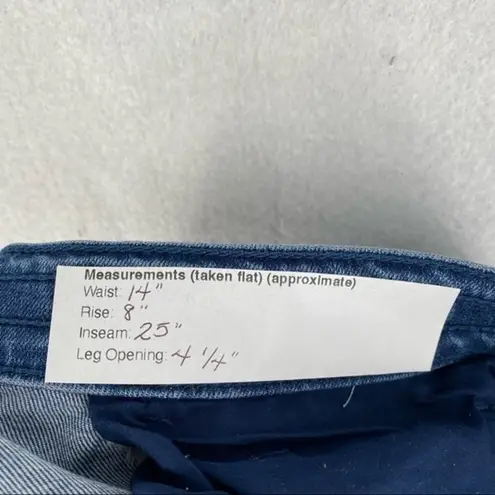 Measurements (taken flat) (approximate)
Waist: 14"
Rise: 8"
Inseam: 25"
Leg Opening: 4 1/4"